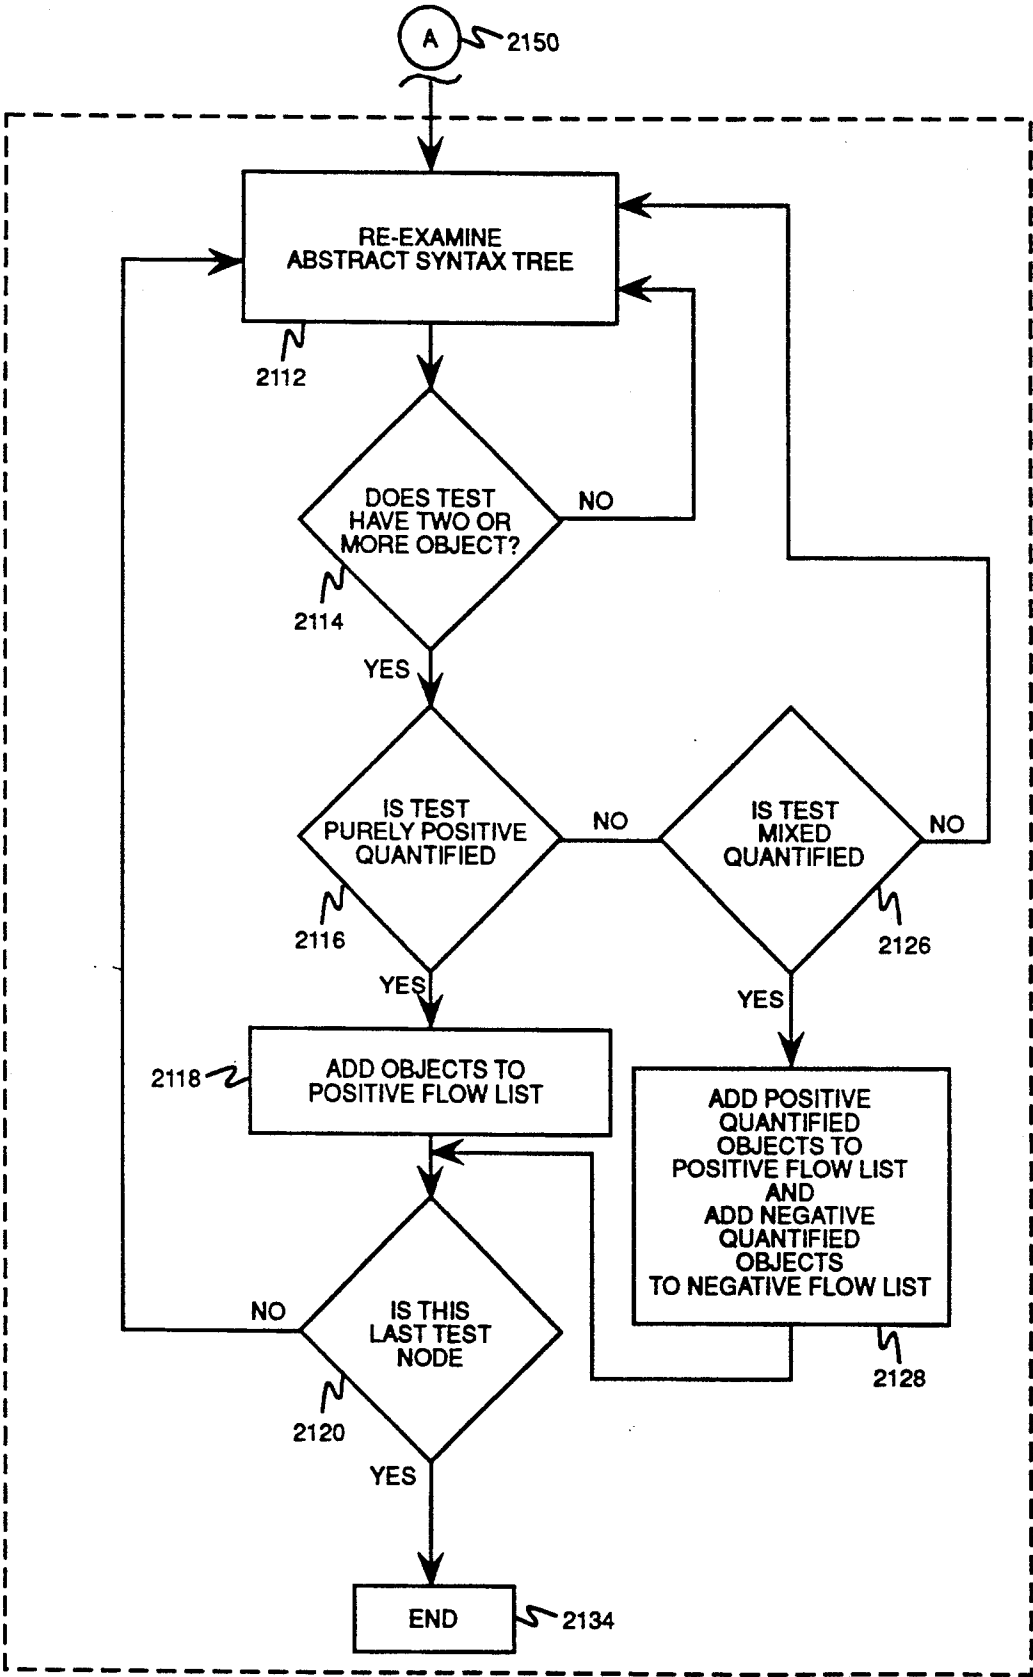 A
2150
RE-EXAMINE
ABSTRACT SYNTAX TREE
2112
DOES TEST
HAVE TWO OR
MORE OBJECT?
NO
2114
YES
IS TEST
PURELY POSITIVE
QUANTIFIED
NO
IS TEST
MIXED
QUANTIFIED
NO
2116
2126
YES
YES
2118
ADD OBJECTS TO
POSITIVE FLOW LIST
ADD POSITIVE
QUANTIFIED
OBJECTS TO
POSITIVE FLOW LIST
AND
ADD NEGATIVE
QUANTIFIED
OBJECTS
TO NEGATIVE FLOW LIST
2128
NO
IS THIS
LAST TEST
NODE
2120
YES
END
2134